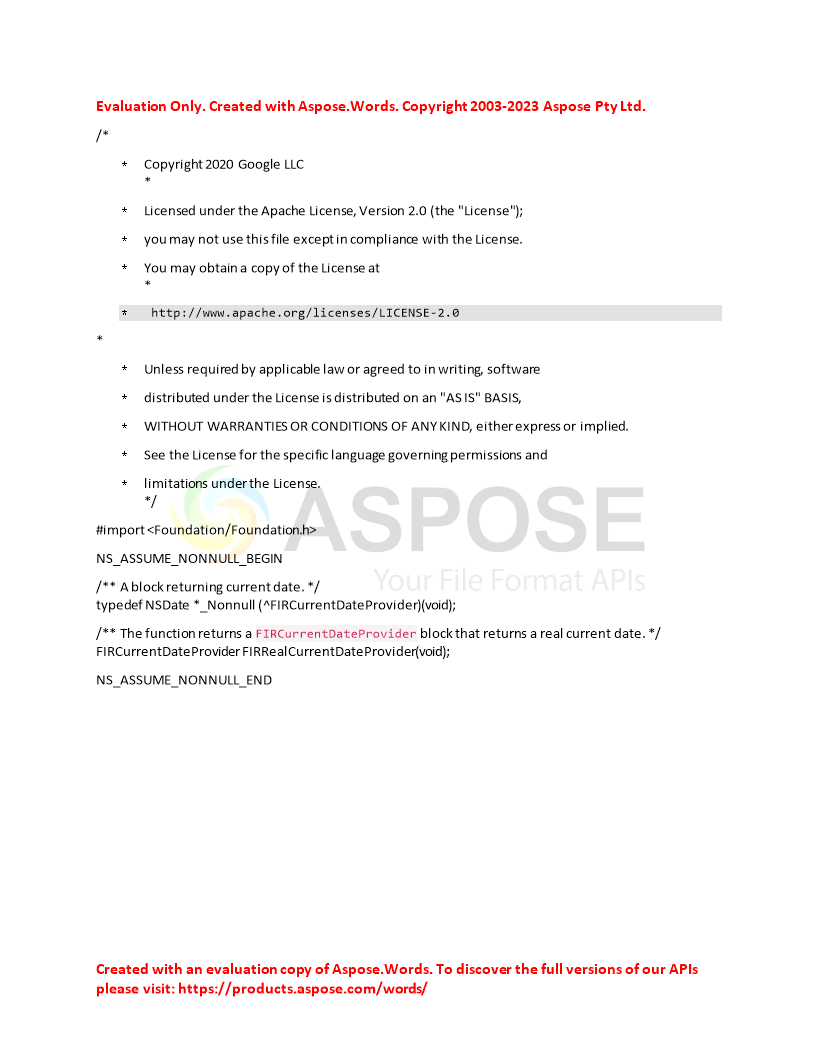 Evaluation Only. Created with Aspose.Words. Copyright 2003-2023 Aspose Pty Ltd.
/*
* Copyright 2020 Google LLC
*
* Licensed under the Apache License, Version 2.0 (the "License");
* you may not use this file except in compliance with the License.
* You may obtain a copy of the License at
*
* http://www.apache.org/licenses/LICENSE-2.0
*
* Unless required by applicable law or agreed to in writing, software
* distributed under the License is distributed on an "AS IS" BASIS,
* WITHOUT WARRANTIES OR CONDITIONS OF ANY KIND, either express or implied.
* See the License for the specific language governing permissions and
* limitations under the License.
*/
ASPOSE
#import <Foundation/Foundation.h>
NS_ASSUME_NONNULL_BEGIN
Your File Format APIs
/** A block returning current date. */
typedef NSDate *_Nonnull (^FIRCurrentDateProvider)(void);
/** The function returns a FIRCurrentDateProvider block that returns a real current date. */
FIRCurrentDateProvider FIRRealCurrentDateProvider(void);
NS_ASSUME_NONNULL_END
Created with an evaluation copy of Aspose.Words. To discover the full versions of our APIs
please visit: https://products.aspose.com/words/